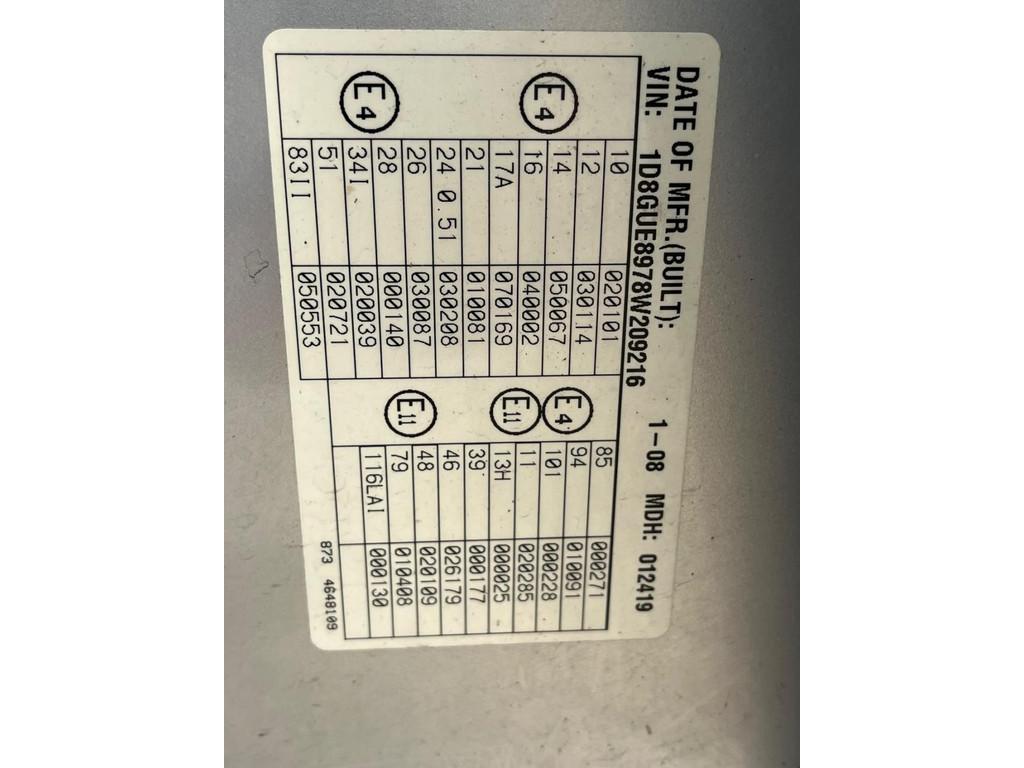 DATE OF MFR.(BUILT): 1-08 MDH: 012419
VIN: 1D8GUE8978W209216
10 020101 85 000271
12 030114 E4 94 010091
E4 14 050067 101 000228
16 040002 E11 11 020285
17A 070169 13H 000025
21 010081 39 000177
24 0.51 030208 46 026179
26 030087 E11 48 020109
E4 28 000140 79 010408
34I 020039 116LAI 000130
51 020721
83II 050553 873 4648109